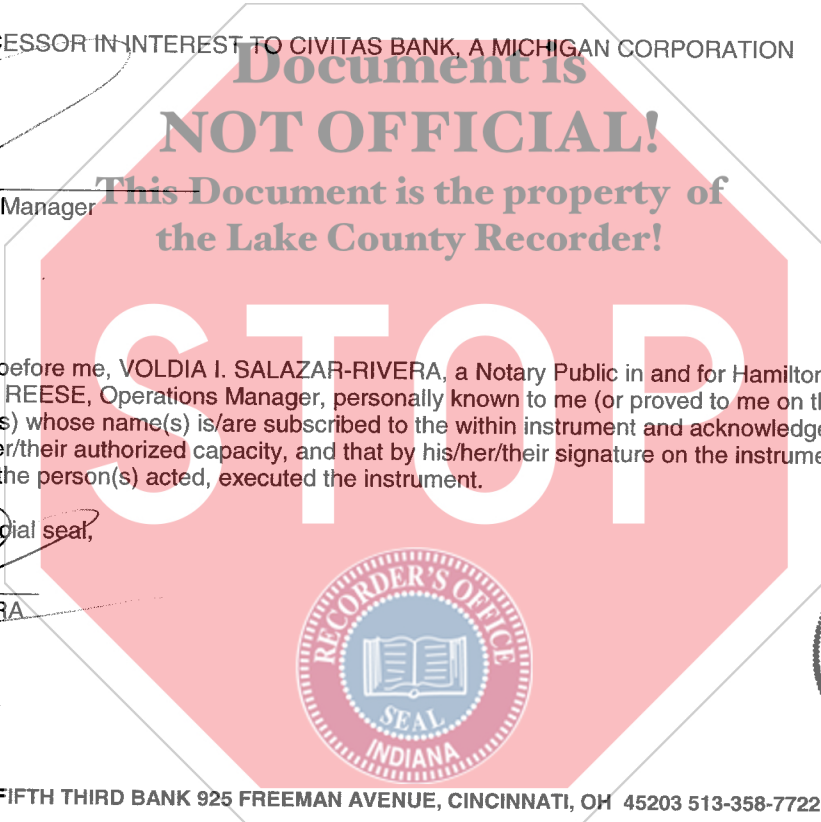 CESSOR IN INTEREST TO CIVITAS BANK, A MICHIGAN CORPORATION
Document is
NOT OFFICIAL!
This Document is the property of
Manager
the Lake County Recorder!
STOP
before me, VOLDIA I. SALAZAR-RIVERA, a Notary Public in and for Hamilton
REESE, Operations Manager, personally known to me (or proved to me on th
s) whose name(s) is/are subscribed to the within instrument and acknowledge
er/their authorized capacity, and that by his/her/their signature on the instrume
the person(s) acted, executed the instrument.
cial seal,
RA
RECORDER'S OFFICE
SEAL
INDIANA
FIFTH THIRD BANK 925 FREEMAN AVENUE, CINCINNATI, OH 45203 513-358-7722